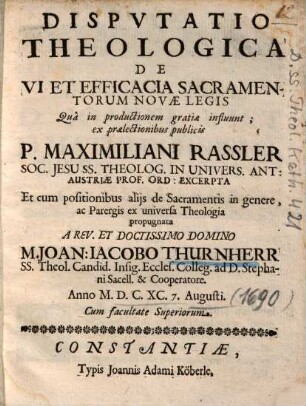 DISPVTATIO
THEOLOGICA
DE
VI ET EFFICACIA SACRAMEN-
TORUM NOVÆ LEGIS
Quà in productionem gratiæ influunt;
ex prælectionibus publicis
P. MAXIMILIANI RASSLER
SOC. JESU SS. THEOLOG. IN UNIVERS. ANT:
AUSTRIÆ PROF. ORD: EXCERPTA
Et cum positionibus alijs de Sacramentis in genere,
ac Parergis ex universa Theologia
propugnata
A REV. ET DOCTISSIMO DOMINO
M. JOAN: IACOBO THURNHERR
SS. Theol. Candid. Insig. Eccles. Colleg. ad D. Stepha-
ni Sacell. & Cooperatore.
Anno M. D. C. XC. 7. Augusti. (1690)
Cum facultate Superiorum.
CONSTANTIÆ,
Typis Joannis Adami Köberle.